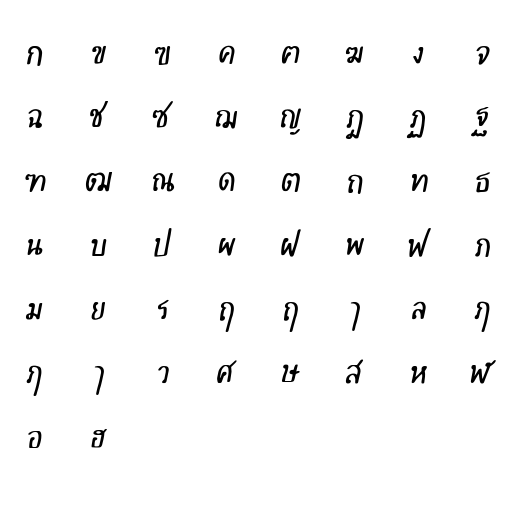 ก ข ฃ ค ฅ ฆ ง จ
ฉ ช ซ ฌ ญ ฎ ฏ ฐ
ฑ ฒ ณ ด ต ถ ท ธ
น บ ป ผ ฝ พ ฟ ภ
ม ย ร ฤ ฤ ๅ ล ฦ
ฦ ๅ ว ศ ษ ส ห ฬ
อ ฮ